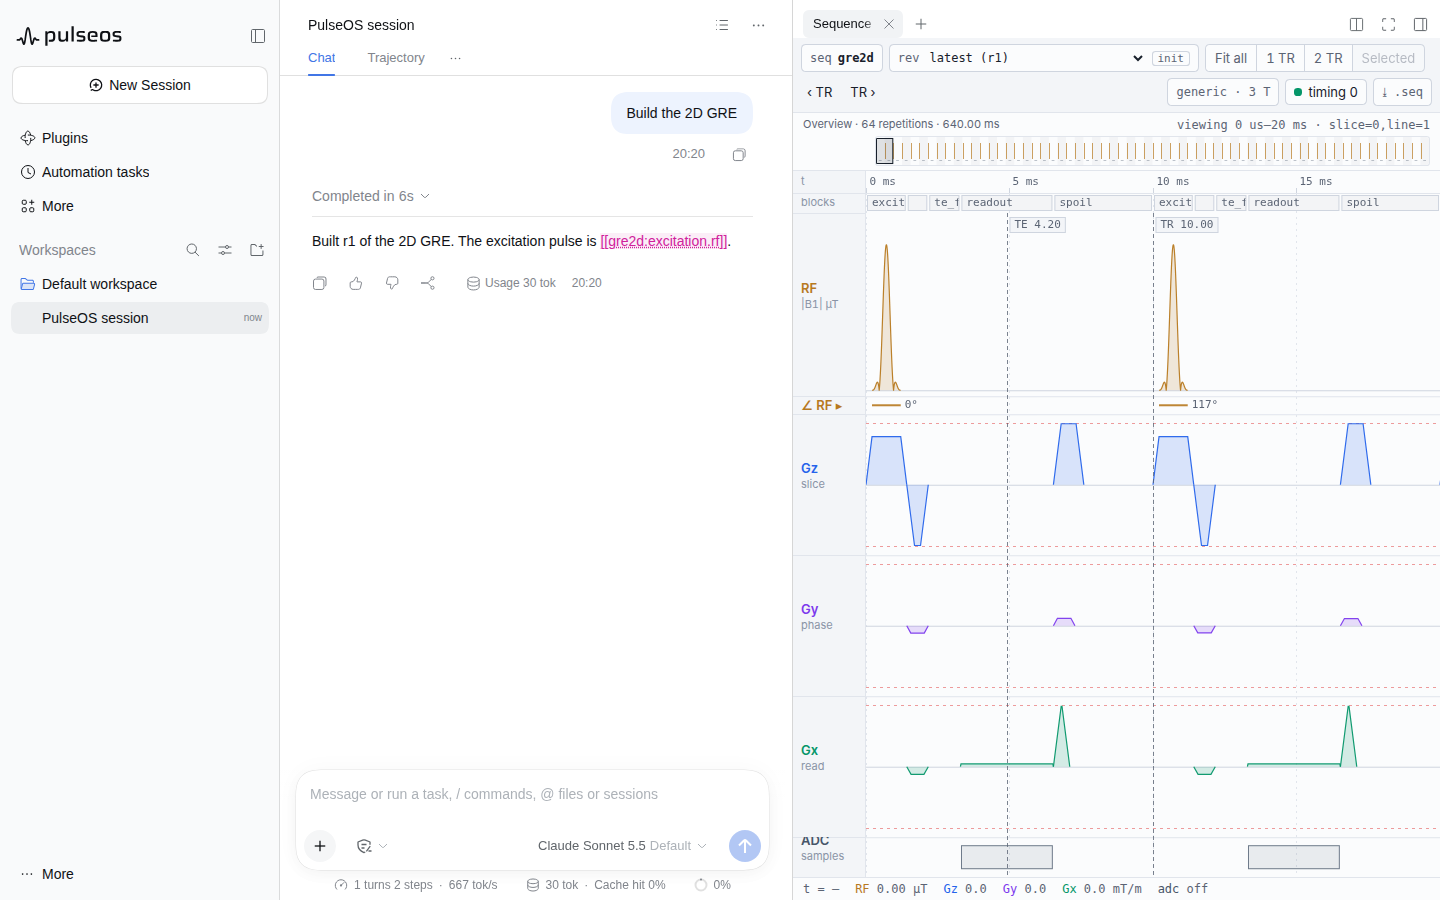 pulseos
New Session
Plugins
Automation tasks
More
Workspaces
Default workspace
PulseOS session
now
More
PulseOS session
Chat
Trajectory
Build the 2D GRE
20:20
Completed in 6s
Built r1 of the 2D GRE. The excitation pulse is [[gre2d:excitation.rf]].
Usage 30 tok 20:20
Message or run a task, / commands, @ files or sessions
Claude Sonnet 5.5 Default
1 turns 2 steps · 667 tok/s 30 tok · Cache hit 0% 0%
Sequence
seq gre2d
rev latest (r1) init
Fit all 1 TR 2 TR Selected
‹ TR TR ›
generic · 3 T
timing 0
↓ .seq
Overview · 64 repetitions · 640.00 ms
viewing 0 us–20 ms · slice=0,line=1
t 0 ms 5 ms 10 ms 15 ms
blocks excit te_f readout spoil excit te_f readout spoil
TE 4.20 TR 10.00
RF
|B1| µT
∠ RF ▸ 0° 117°
Gz
slice
Gy
phase
Gx
read
ADC
samples
t = — RF 0.00 µT Gz 0.0 Gy 0.0 Gx 0.0 mT/m adc off